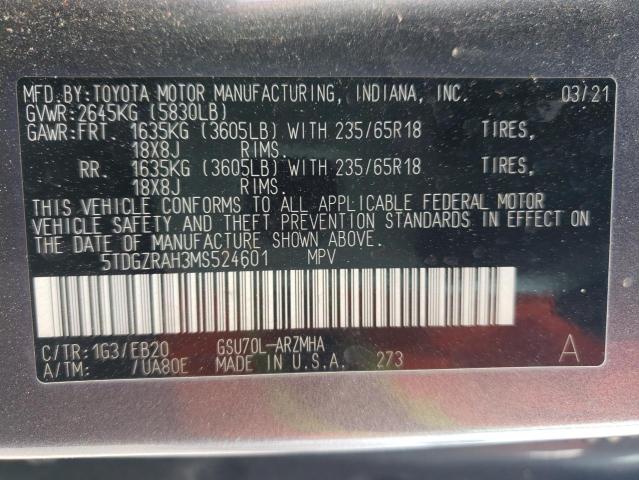 MFD.BY:TOYOTA MOTOR MANUFACTURING, INDIANA, INC. 03/21
GVWR:2645KG (5830LB)
GAWR:FRT. 1635KG (3605LB) WITH 235/65R18 TIRES,
18X8J RIMS.
RR. 1635KG (3605LB) WITH 235/65R18 TIRES,
18X8J RIMS.
THIS VEHICLE CONFORMS TO ALL APPLICABLE FEDERAL MOTOR
VEHICLE SAFETY AND THEFT PREVENTION STANDARDS IN EFFECT ON
THE DATE OF MANUFACTURE SHOWN ABOVE.
5TDGZRAH3MS524601 MPV
C/TR:1G3/EB20 GSU70L-ARZMHA A
A/TM: /UA80E MADE IN U.S.A. 273